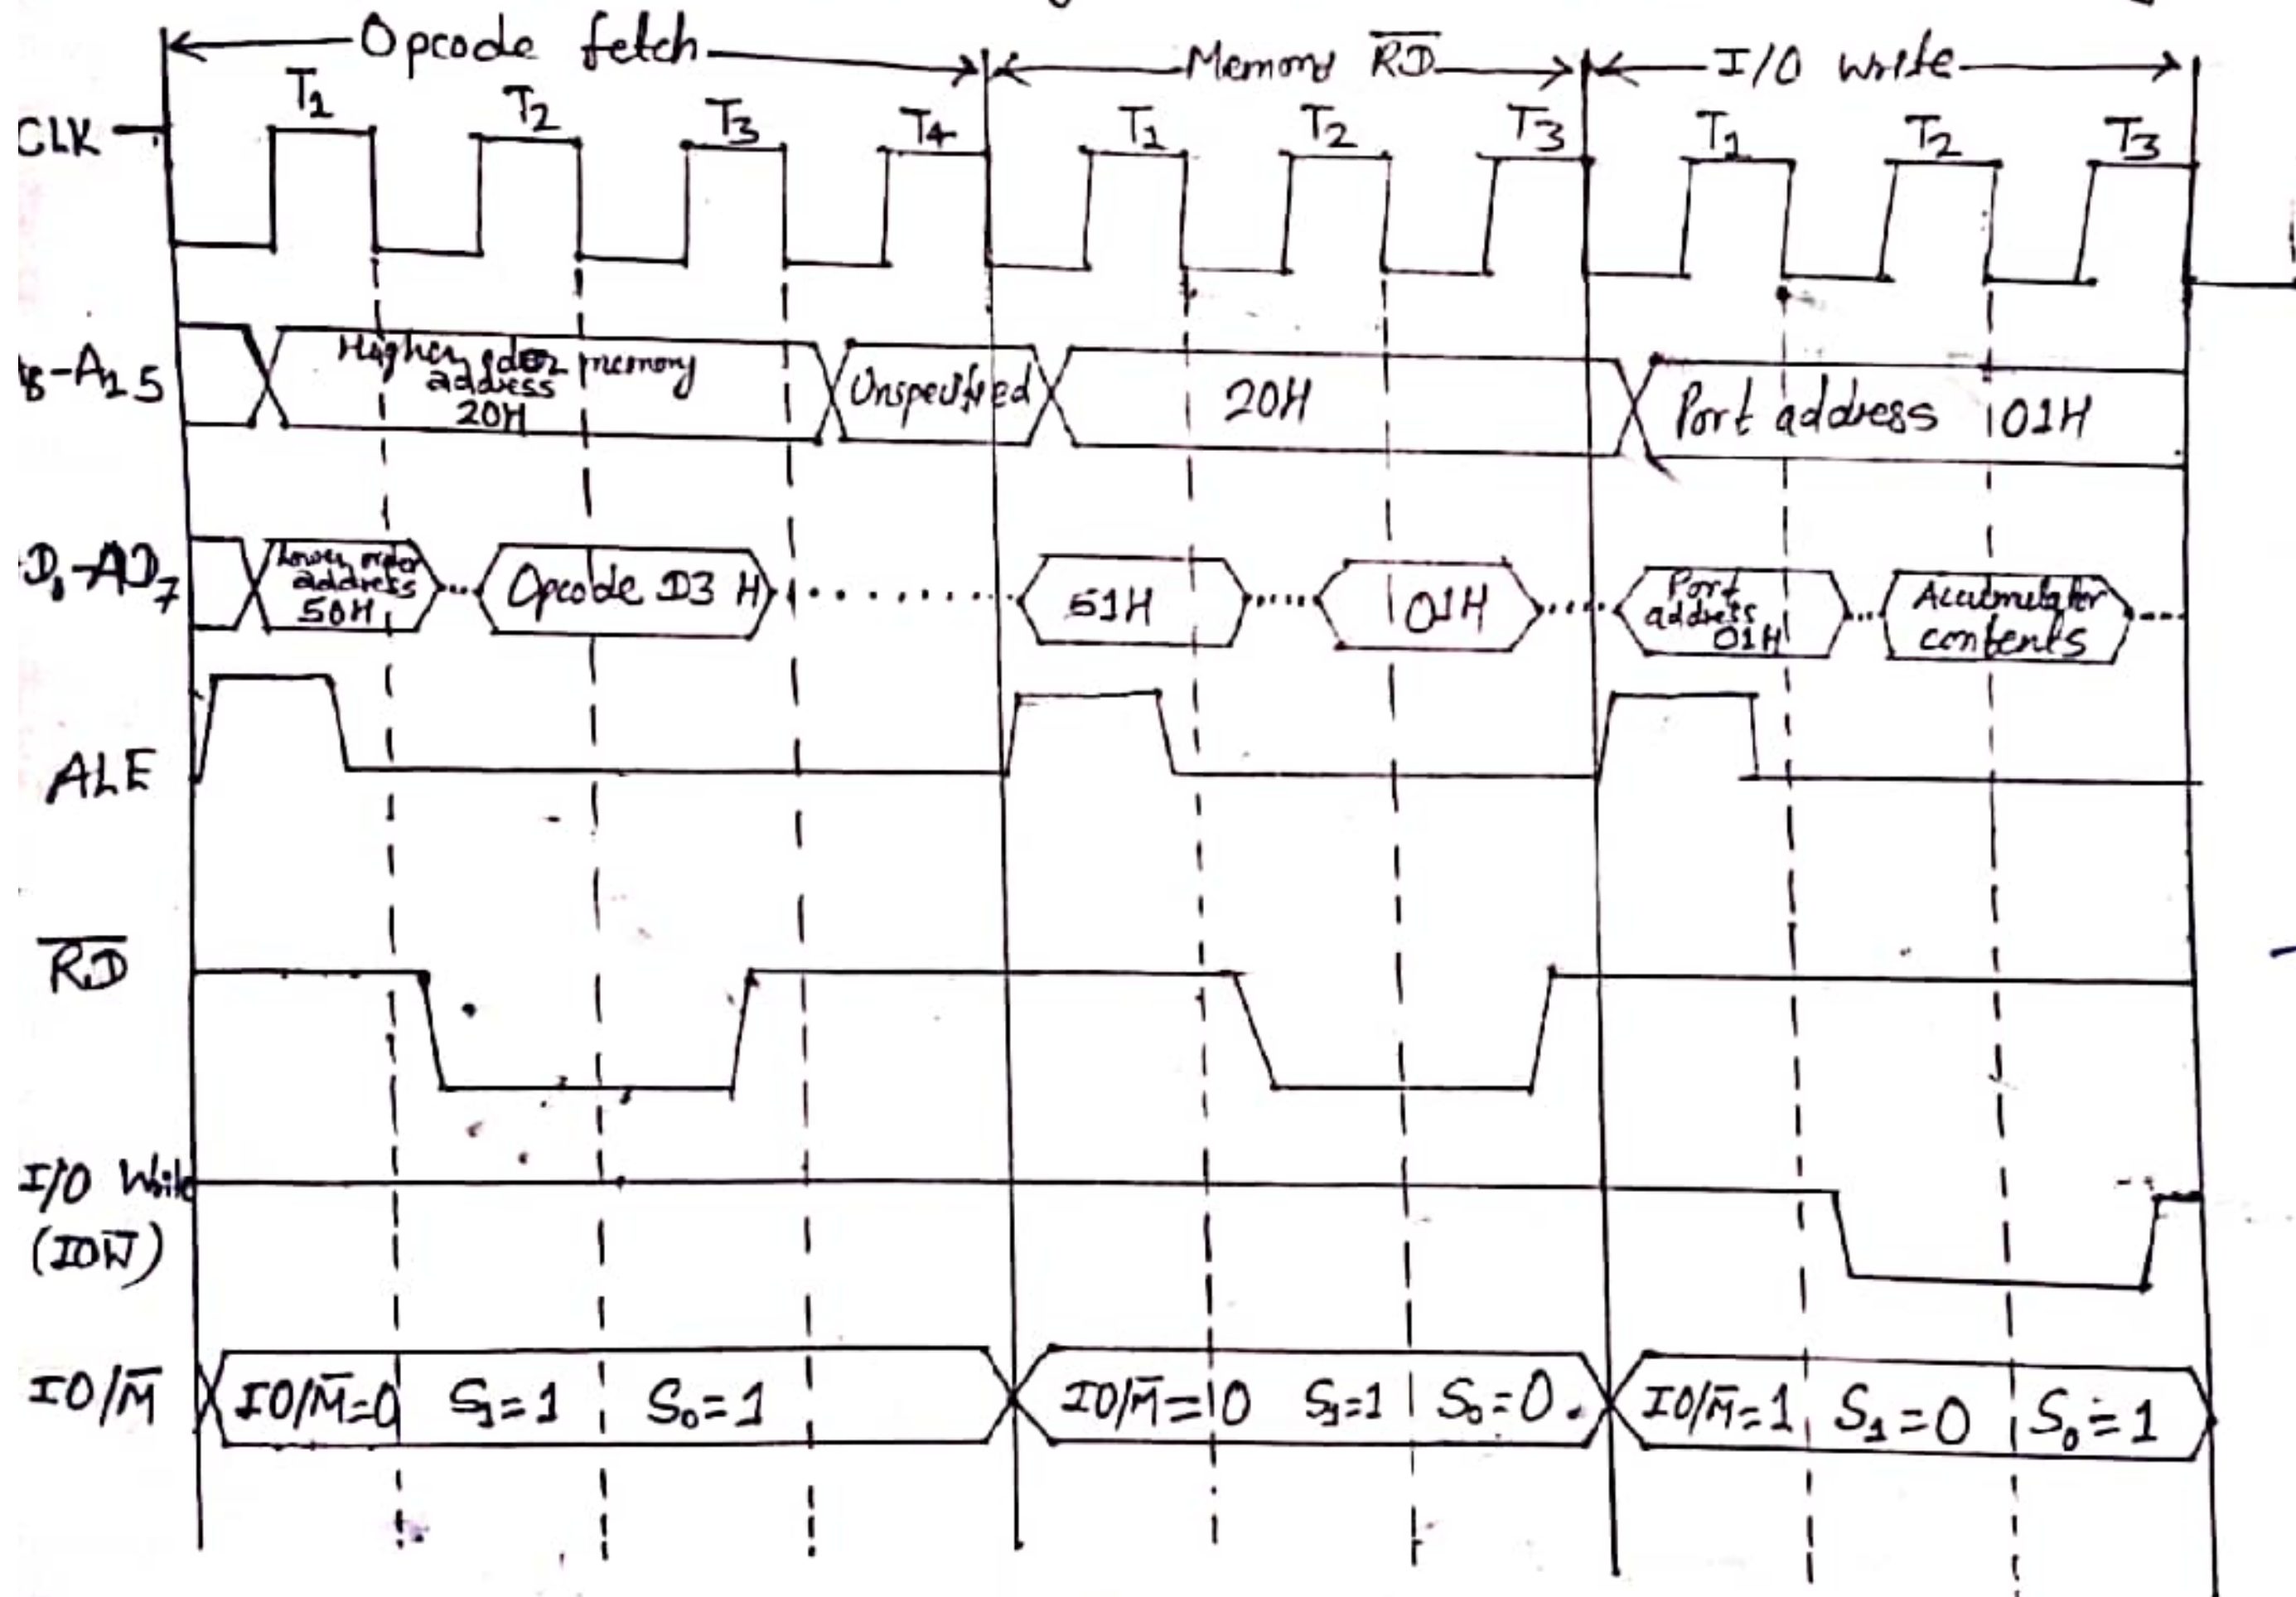 Opcode fetch Memory R̅D̅ I/O write
CLK T1 T2 T3 T4 T1 T2 T3 T1 T2 T3
8-A15 Higher order memory address 20H Unspecified 20H Port address 01H
D0-AD7 Lower order address 50H Opcode D3 H 51H 01H Port address 01H Accumulator contents
ALE
R̅D̅
I/O Write
(IOW̅)
IO/M̅ IO/M̅=0 S1=1 S0=1 IO/M̅=0 S1=1 S0=0. IO/M̅=1 S1=0 S0=1